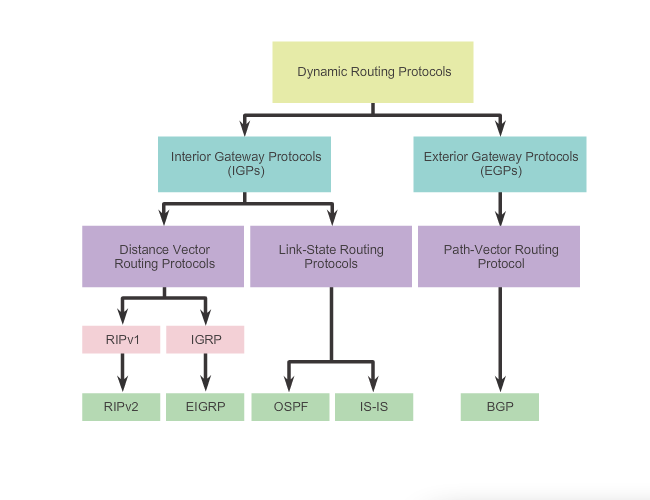 Dynamic Routing Protocols
Interior Gateway Protocols
(IGPs)
Exterior Gateway Protocols
(EGPs)
Distance Vector
Routing Protocols
Link-State Routing
Protocols
Path-Vector Routing
Protocol
RIPv1
IGRP
RIPv2
EIGRP
OSPF
IS-IS
BGP